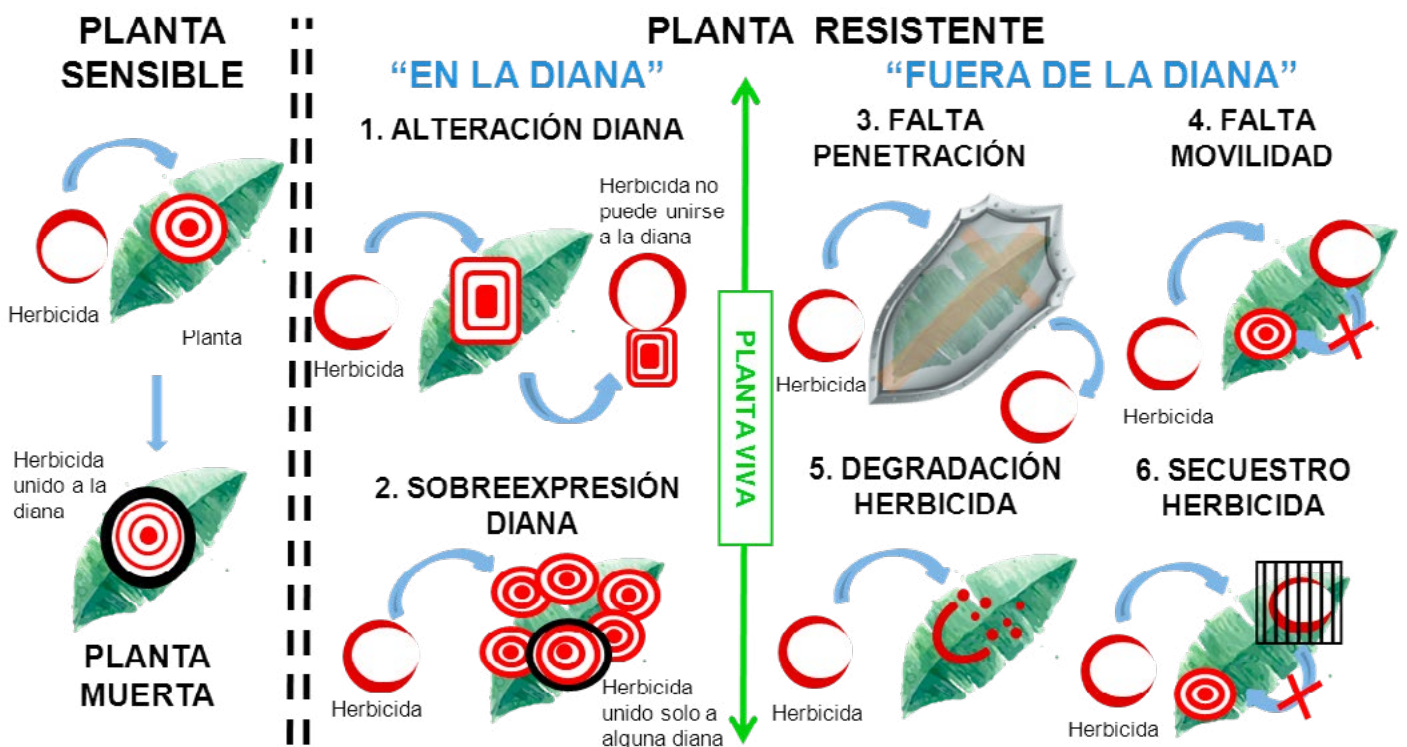 PLANTA
SENSIBLE
Herbicida
Planta
Herbicida
unido a la
diana
PLANTA
MUERTA
PLANTA RESISTENTE
“EN LA DIANA”
1. ALTERACIÓN DIANA
Herbicida no
puede unirse
a la diana
Herbicida
2. SOBREEXPRESIÓN
DIANA
Herbicida
Herbicida
unido solo a
alguna diana
PLANTA VIVA
“FUERA DE LA DIANA”
3. FALTA
PENETRACIÓN
Herbicida
4. FALTA
MOVILIDAD
Herbicida
5. DEGRADACIÓN
HERBICIDA
Herbicida
6. SECUESTRO
HERBICIDA
Herbicida